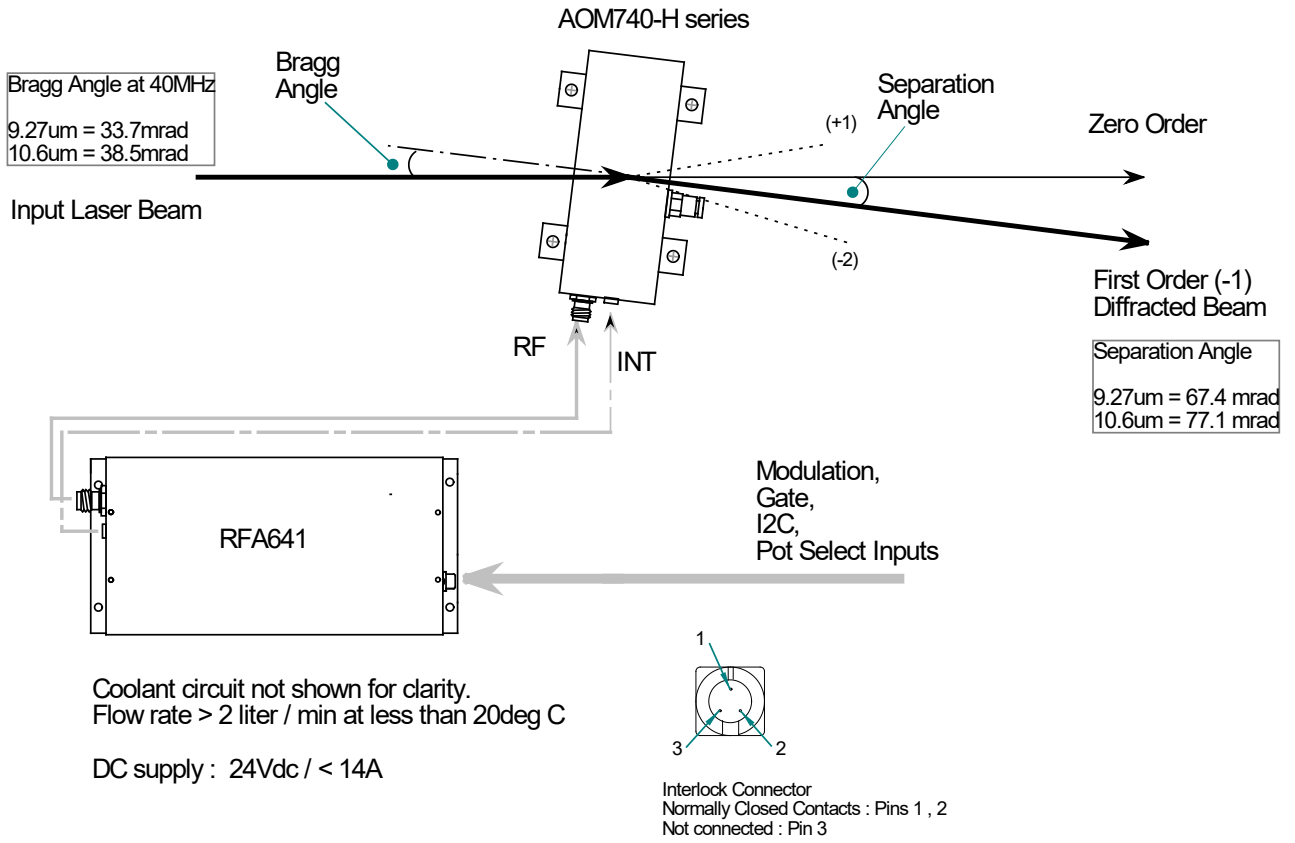 AOM740-H series
Bragg Angle at 40MHz
9.27um = 33.7mrad
10.6um = 38.5mrad
Bragg
Angle
Separation
Angle
(+1)
Zero Order
Input Laser Beam
(-2)
First Order (-1)
Diffracted Beam
RF
INT
Separation Angle
9.27um = 67.4 mrad
10.6um = 77.1 mrad
Modulation,
Gate,
I2C,
Pot Select Inputs
RFA641
1
3
2
Coolant circuit not shown for clarity.
Flow rate > 2 liter / min at less than 20deg C
DC supply : 24Vdc / < 14A
Interlock Connector
Normally Closed Contacts : Pins 1 , 2
Not connected : Pin 3